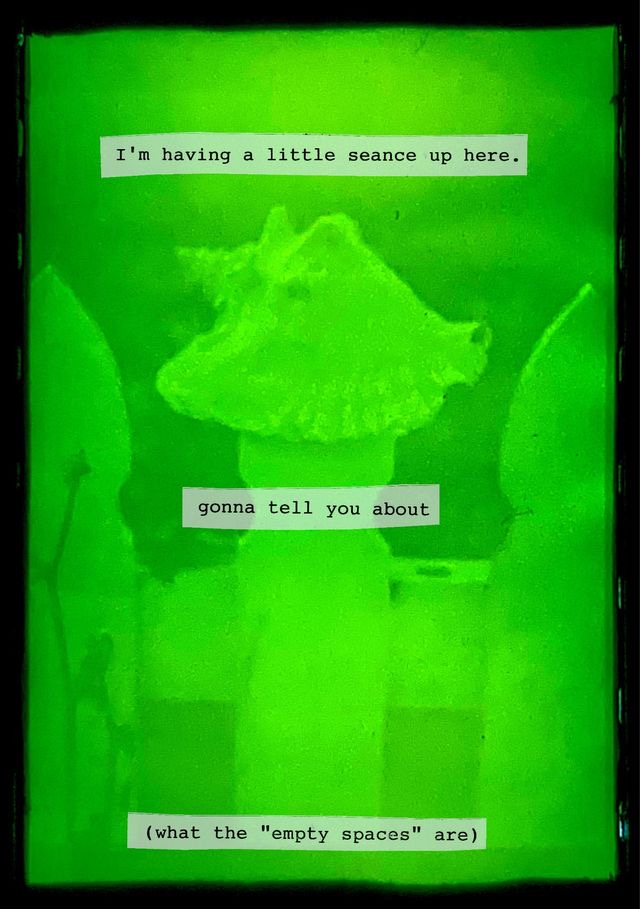 I'm having a little seance up here.
gonna tell you about
(what the "empty spaces" are)